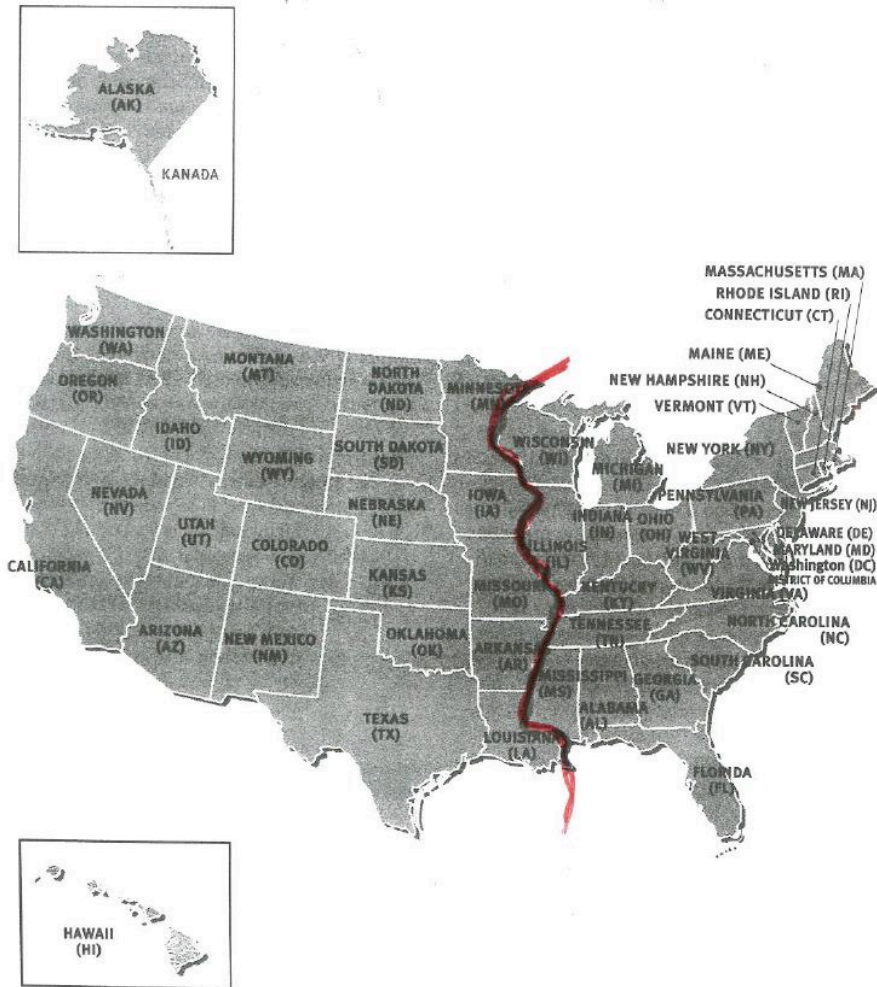 ALASKA
(AK)
KANADA
MASSACHUSETTS (MA)
RHODE ISLAND (RI)
CONNECTICUT (CT)
MAINE (ME)
NEW HAMPSHIRE (NH)
VERMONT (VT)
NEW YORK (NY)
WASHINGTON
(WA)
MONTANA
(MT)
NORTH
DAKOTA
(ND)
OREGON
(OR)
IDAHO
(ID)
WYOMING
(WY)
SOUTH DAKOTA
(SD)
WISCONSIN
(WI)
MICHIGAN
(MI)
NEVADA
(NV)
UTAH
(UT)
COLORADO
(CO)
NEBRASKA
(NE)
IOWA
(IA)
ILLINOIS
(IL)
INDIANA
(IN)
OHIO
(OH)
PENNSYLVANIA
(PA)
NEW JERSEY (NJ)
DELAWARE (DE)
MARYLAND (MD)
Washington (DC)
DISTRICT OF COLUMBIA
WEST
VIRGINIA
(WV)
VIRGINIA (VA)
CALIFORNIA
(CA)
KANSAS
(KS)
MISSOURI
(MO)
KENTUCKY
(KY)
ARIZONA
(AZ)
NEW MEXICO
(NM)
OKLAHOMA
(OK)
ARKANSAS
(AR)
TENNESSEE
(TN)
NORTH CAROLINA
(NC)
SOUTH CAROLINA
(SC)
TEXAS
(TX)
LOUISIANA
(LA)
MISSISSIPPI
(MS)
ALABAMA
(AL)
GEORGIA
(GA)
FLORIDA
(FL)
HAWAII
(HI)